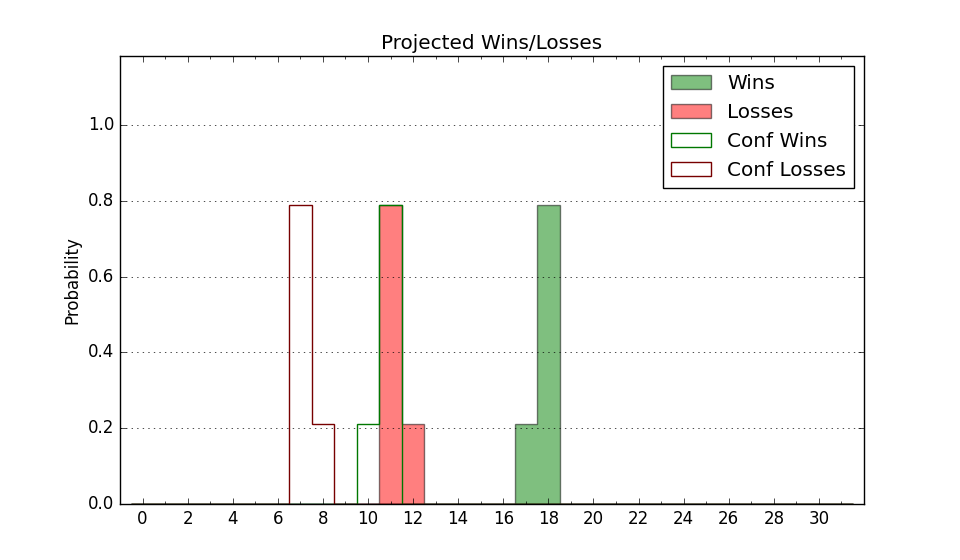 Projected Wins/Losses
Wins
Losses
Conf Wins
Conf Losses
Probability
1.0
0.8
0.6
0.4
0.2
0.0
0 2 4 6 8 10 12 14 16 18 20 22 24 26 28 30